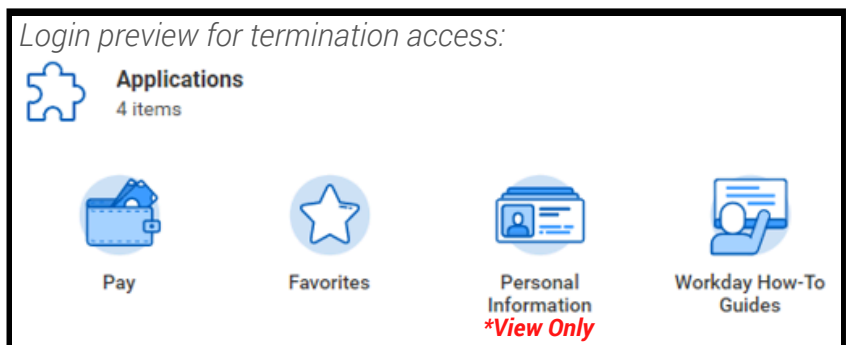 Login preview for termination access:
Applications
4 items
Pay
Favorites
Personal
Information
*View Only
Workday How-To
Guides